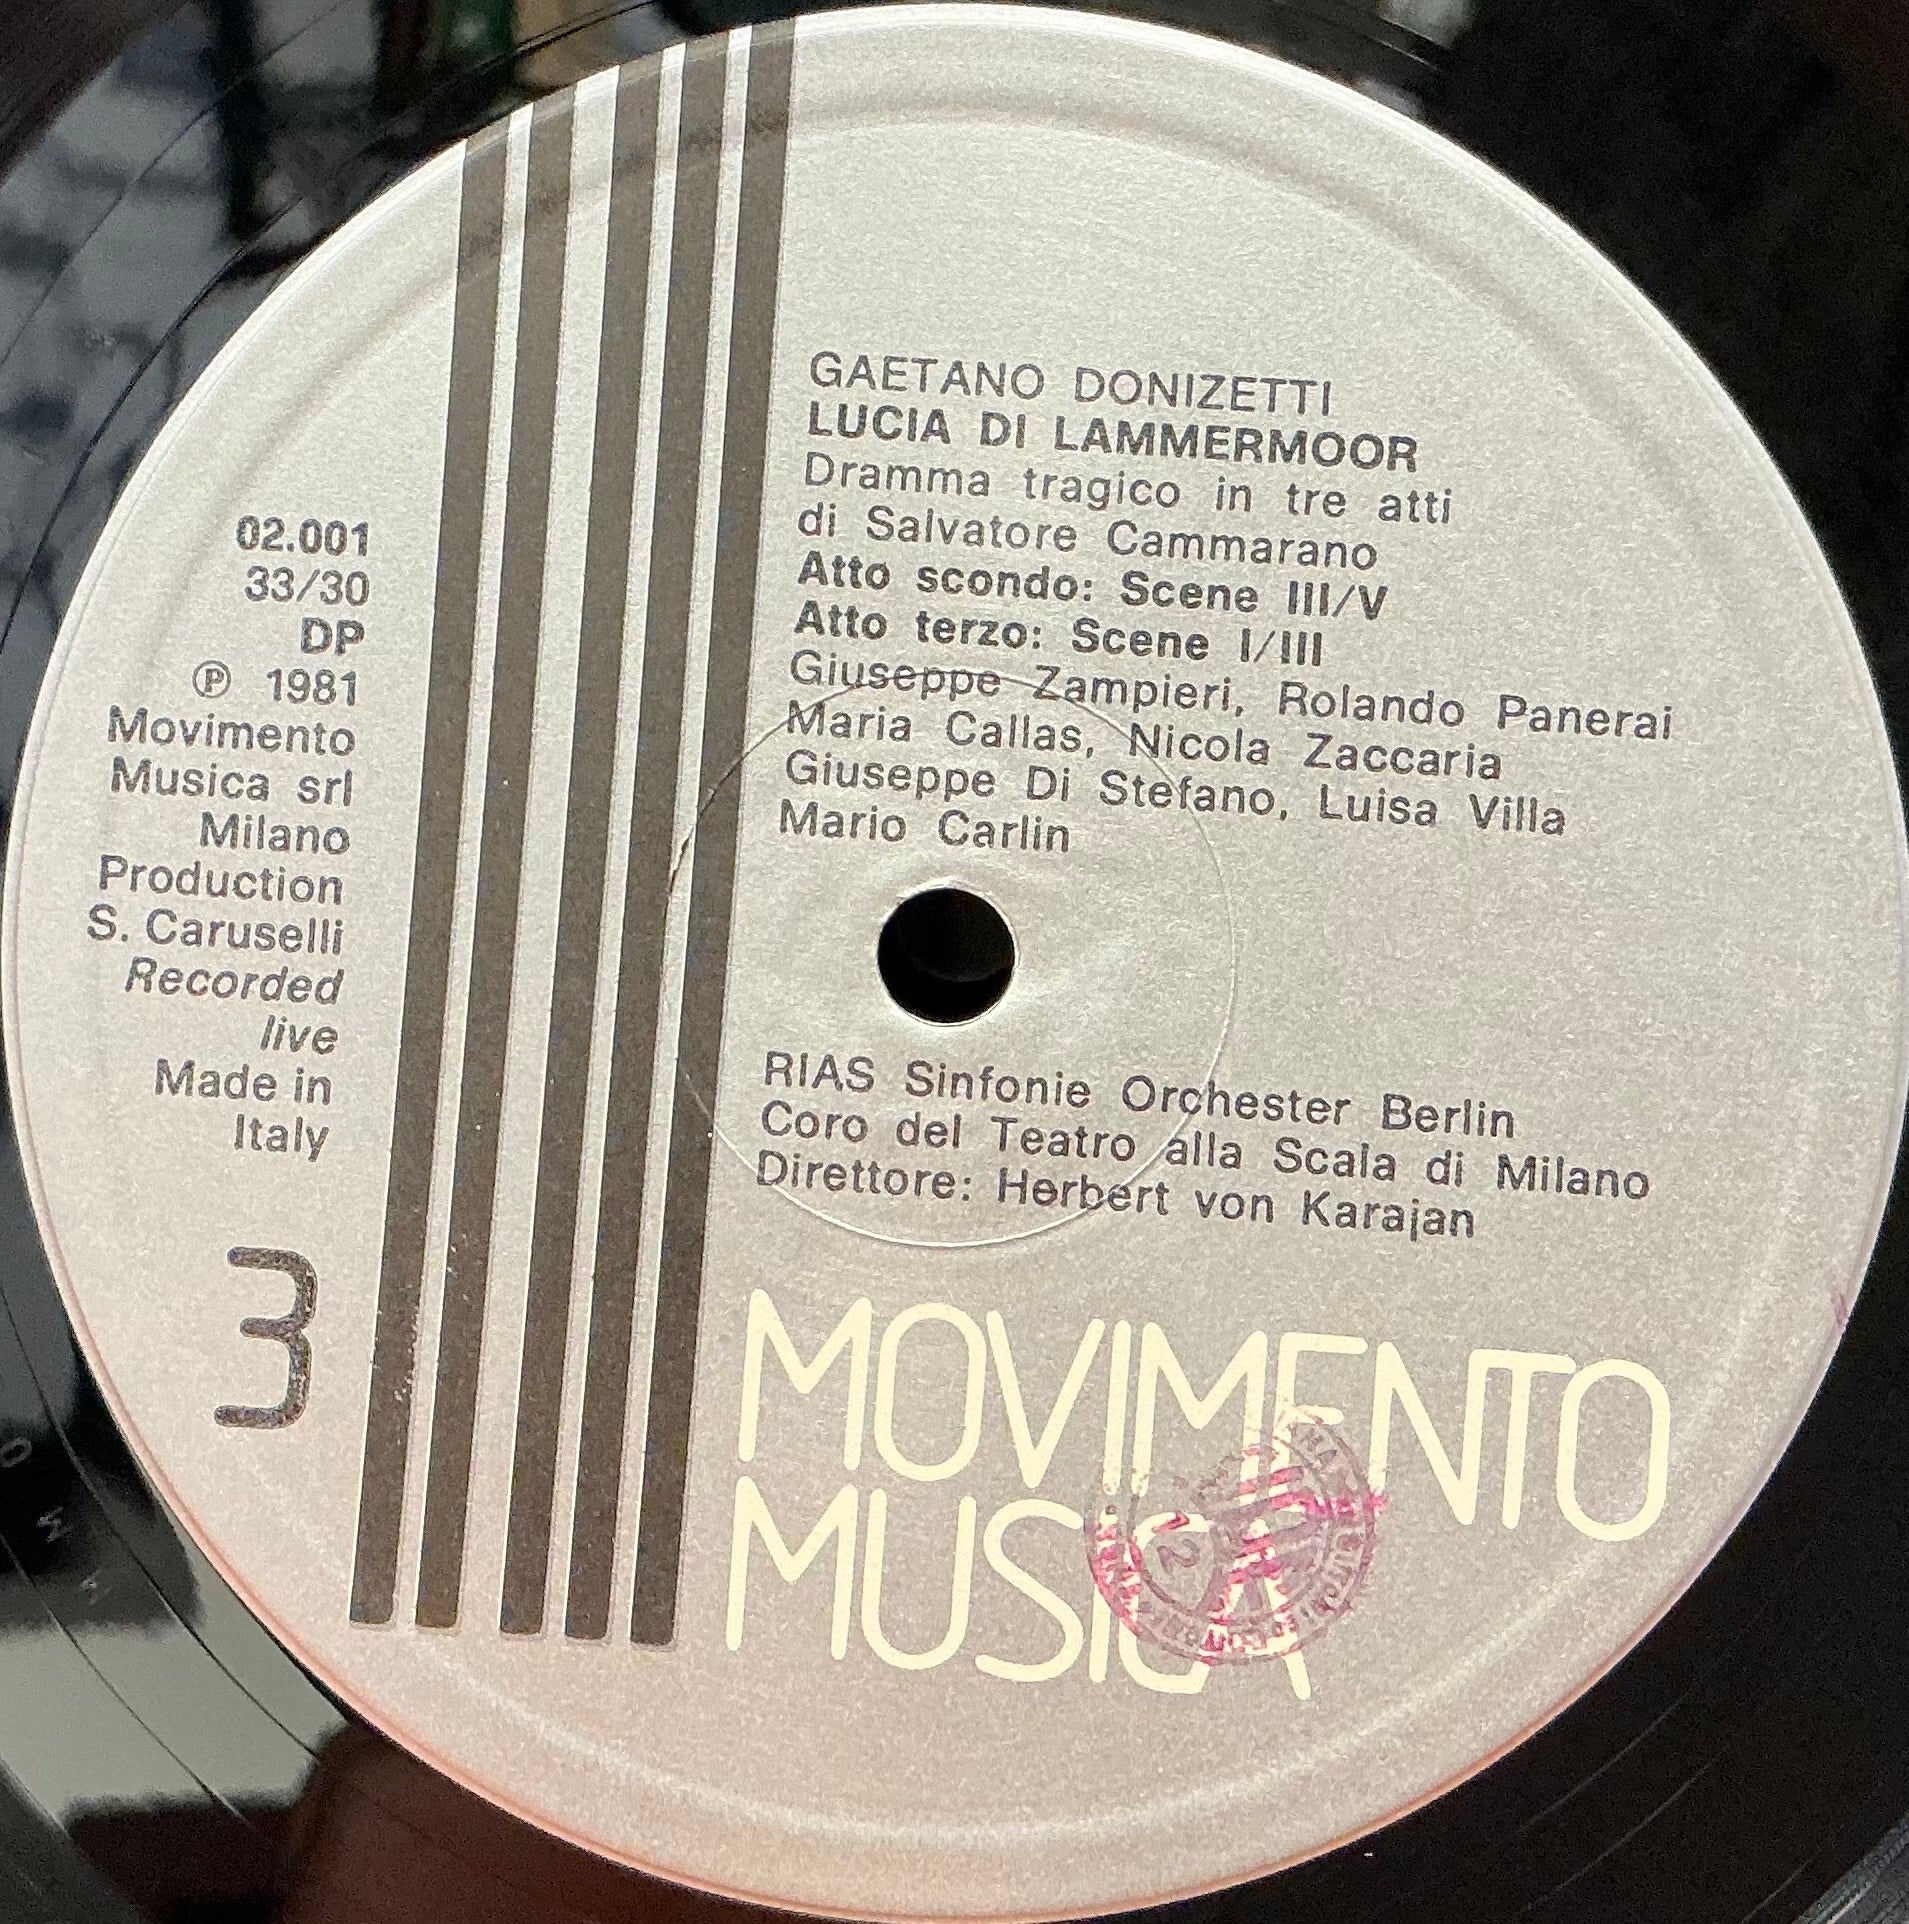 02.001
33/30
DP
℗ 1981
Movimento
Musica srl
Milano
Production
S. Caruselli
Recorded
live
Made in
Italy
3
GAETANO DONIZETTI
LUCIA DI LAMMERMOOR
Dramma tragico in tre atti
di Salvatore Cammarano
Atto scondo: Scene III/V
Atto terzo: Scene I/III
Giuseppe Zampieri, Rolando Panerai
Maria Callas, Nicola Zaccaria
Giuseppe Di Stefano, Luisa Villa
Mario Carlin
RIAS Sinfonie Orchester Berlin
Coro del Teatro alla Scala di Milano
Direttore: Herbert von Karajan
MOVIMENTO
MUSICA
2